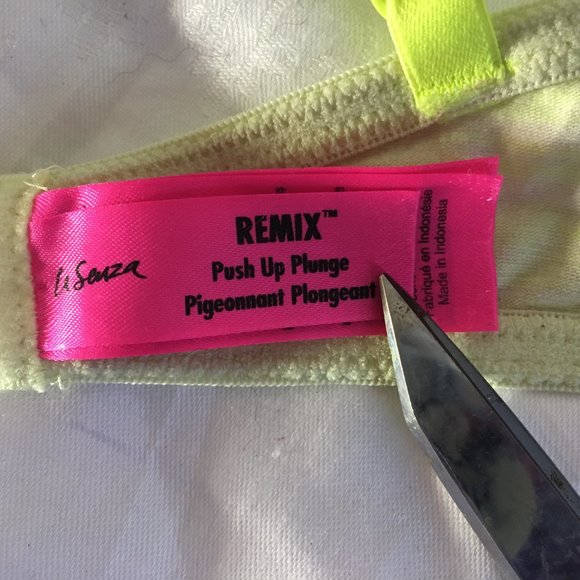 la Senza
REMIX™
Push Up Plunge
Pigeonnant Plongeant
Fabriqué en Indonésie
Made in Indonesia